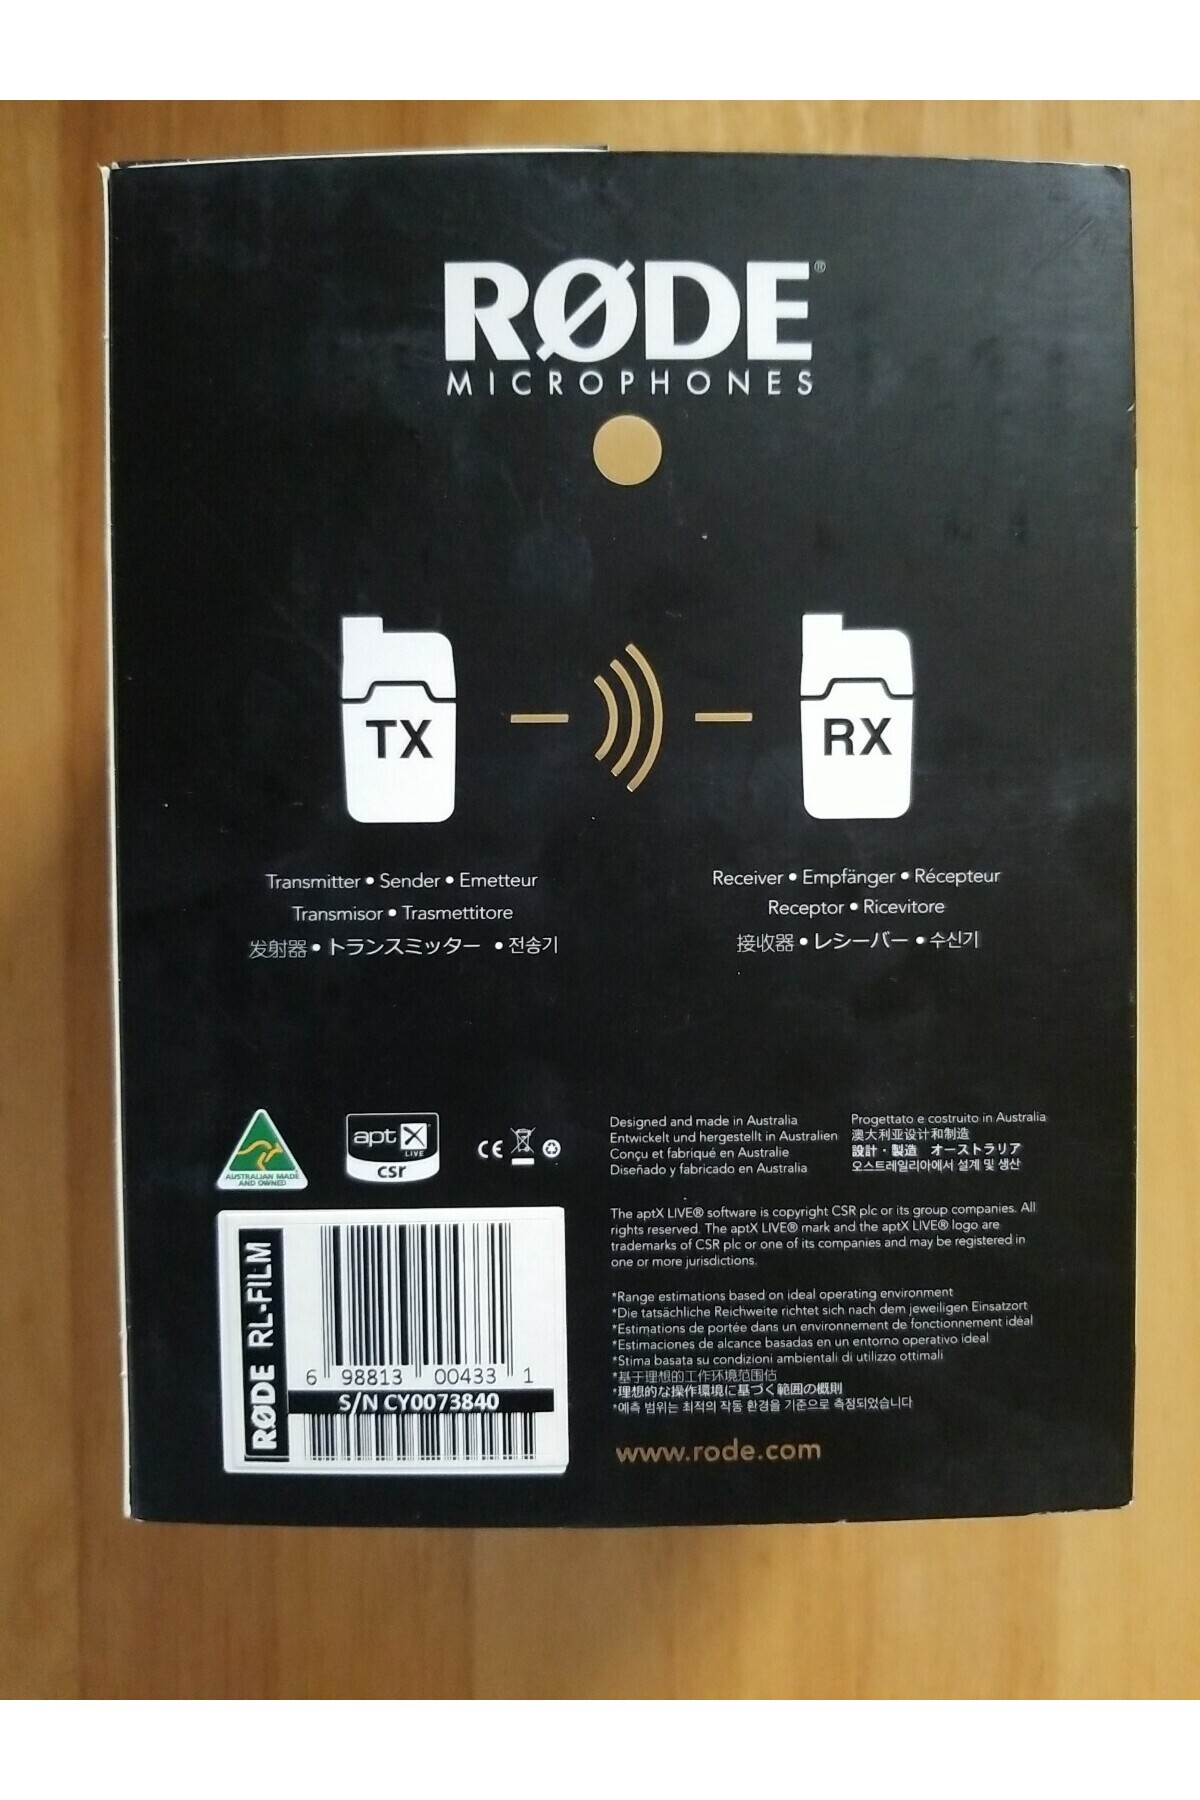 RØDE®
MICROPHONES
TX
RX
Transmitter • Sender • Emetteur
Transmisor • Trasmettitore
发射器 • トランスミッター • 전송기
Receiver • Empfänger • Récepteur
Receptor • Ricevitore
接收器 • レシーバー • 수신기
AUSTRALIAN MADE
AND OWNED
aptX
LIVE
csr
CE
Designed and made in Australia
Entwickelt und hergestellt in Australien
Conçu et fabriqué en Australie
Diseñado y fabricado en Australia
Progettato e costruito in Australia
澳大利亚设计和制造
設計・製造 オーストラリア
오스트레일리아에서 설계 및 생산
The aptX LIVE® software is copyright CSR plc or its group companies. All
rights reserved. The aptX LIVE® mark and the aptX LIVE® logo are
trademarks of CSR plc or one of its companies and may be registered in
one or more jurisdictions.
*Range estimations based on ideal operating environment
*Die tatsächliche Reichweite richtet sich nach dem jeweiligen Einsatzort
*Estimations de portée dans un environnement de fonctionnement idéal
*Estimaciones de alcance basadas en un entorno operativo ideal
*Stima basata su condizioni ambientali di utilizzo ottimali
*基于理想的工作环境范围估
*理想的な操作環境に基づく範囲の概則
*예측 범위는 최적의 작동 환경을 기준으로 측정되었습니다
www.rode.com
RØDE RL-FILM
6 98813 00433 1
S/N CY0073840